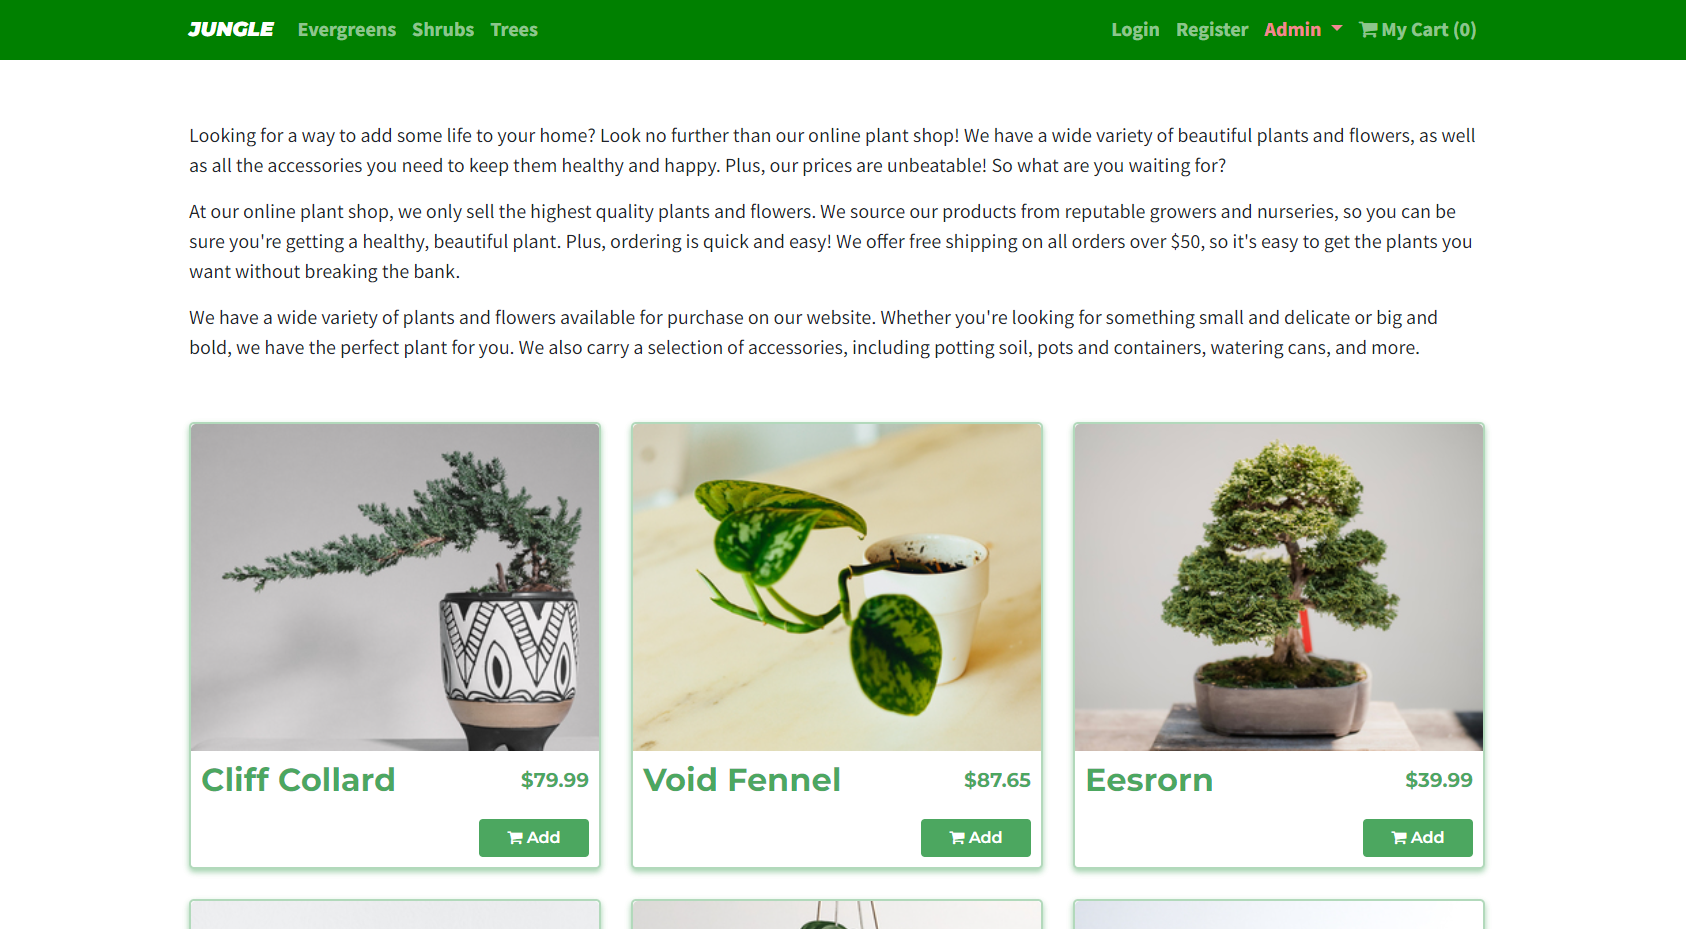 JUNGLE Evergreens Shrubs Trees Login Register Admin My Cart (0)
Looking for a way to add some life to your home? Look no further than our online plant shop! We have a wide variety of beautiful plants and flowers, as well
as all the accessories you need to keep them healthy and happy. Plus, our prices are unbeatable! So what are you waiting for?
At our online plant shop, we only sell the highest quality plants and flowers. We source our products from reputable growers and nurseries, so you can be
sure you're getting a healthy, beautiful plant. Plus, ordering is quick and easy! We offer free shipping on all orders over $50, so it's easy to get the plants you
want without breaking the bank.
We have a wide variety of plants and flowers available for purchase on our website. Whether you're looking for something small and delicate or big and
bold, we have the perfect plant for you. We also carry a selection of accessories, including potting soil, pots and containers, watering cans, and more.
Cliff Collard $79.99
Add
Void Fennel $87.65
Add
Eesrorn $39.99
Add